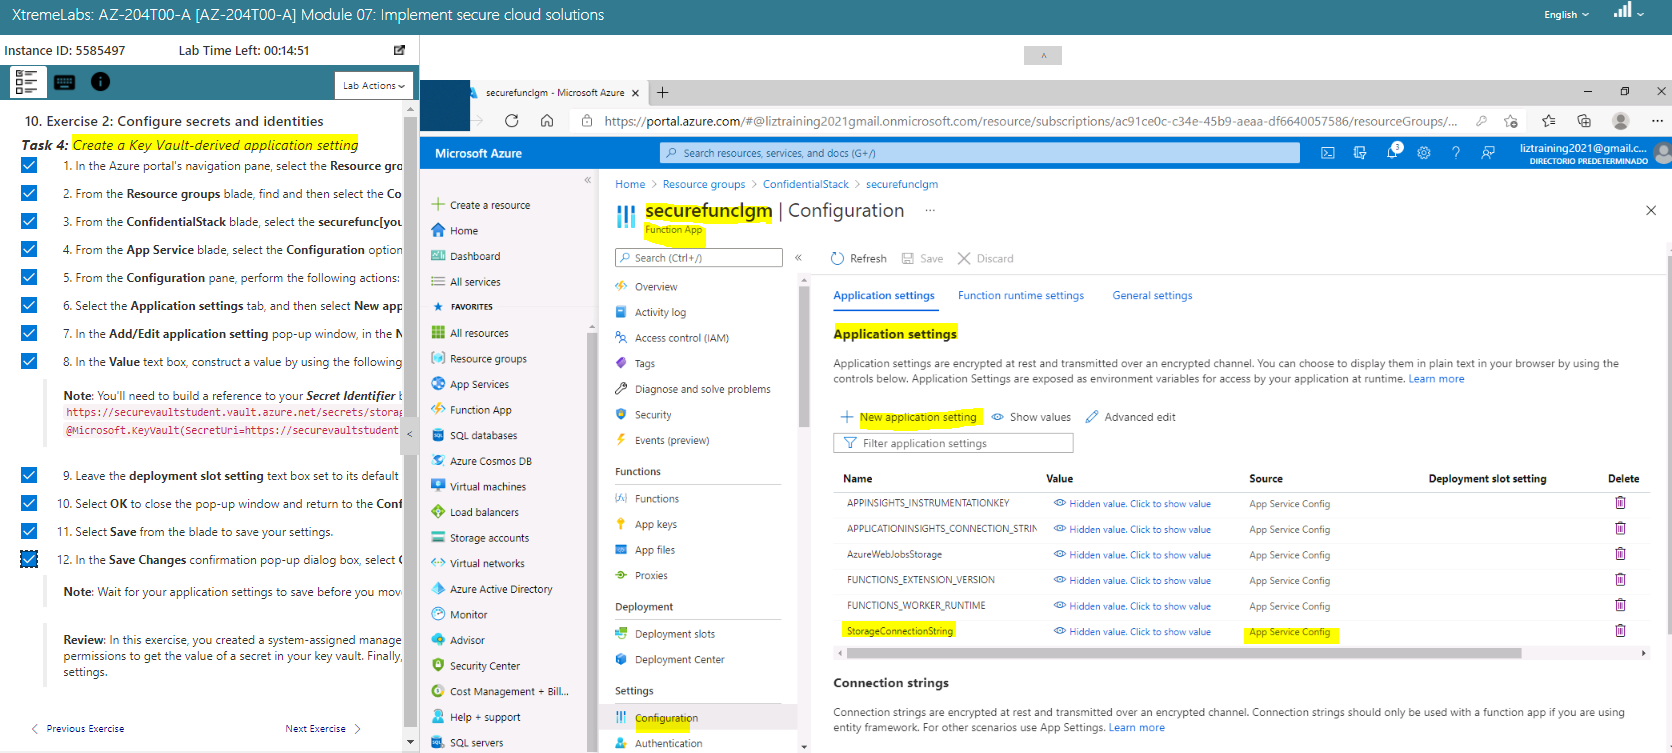 XtremeLabs: AZ-204T00-A [AZ-204T00-A] Module 07: Implement secure cloud solutions
English
Instance ID: 5585497 Lab Time Left: 00:14:51
Lab Actions
10. Exercise 2: Configure secrets and identities
Task 4: Create a Key Vault-derived application setting
1. In the Azure portal's navigation pane, select the Resource gro
2. From the Resource groups blade, find and then select the Co
3. From the ConfidentialStack blade, select the securefunc[you
4. From the App Service blade, select the Configuration option
5. From the Configuration pane, perform the following actions:
6. Select the Application settings tab, and then select New app
7. In the Add/Edit application setting pop-up window, in the N
8. In the Value text box, construct a value by using the following
Note: You'll need to build a reference to your Secret Identifier b
https://securevaultstudent.vault.azure.net/secrets/storag
@Microsoft.KeyVault(SecretUri=https://securevaultstudent
9. Leave the deployment slot setting text box set to its default
10. Select OK to close the pop-up window and return to the Conf
11. Select Save from the blade to save your settings.
12. In the Save Changes confirmation pop-up dialog box, select C
Note: Wait for your application settings to save before you mov
Review: In this exercise, you created a system-assigned manage
permissions to get the value of a secret in your key vault. Finally,
settings.
Previous Exercise Next Exercise
securefunclgm - Microsoft Azure
https://portal.azure.com/#@liztraining2021gmail.onmicrosoft.com/resource/subscriptions/ac91ce0c-c34e-45b9-aeaa-df6640057586/resourceGroups/...
Microsoft Azure
Search resources, services, and docs (G+/)
3
liztraining2021@gmail.c...
DIRECTORIO PREDETERMINADO
Create a resource
Home
Dashboard
All services
FAVORITES
All resources
Resource groups
App Services
Function App
SQL databases
Azure Cosmos DB
Virtual machines
Load balancers
Storage accounts
Virtual networks
Azure Active Directory
Monitor
Advisor
Security Center
Cost Management + Bill...
Help + support
SQL servers
Home > Resource groups > ConfidentialStack > securefunclgm
securefunclgm | Configuration ...
Function App
Search (Ctrl+/)
Overview
Activity log
Access control (IAM)
Tags
Diagnose and solve problems
Security
Events (preview)
Functions
Functions
App keys
App files
Proxies
Deployment
Deployment slots
Deployment Center
Settings
Configuration
Authentication
Refresh Save Discard
Application settings Function runtime settings General settings
Application settings
Application settings are encrypted at rest and transmitted over an encrypted channel. You can choose to display them in plain text in your browser by using the
controls below. Application Settings are exposed as environment variables for access by your application at runtime. Learn more
New application setting Show values Advanced edit
Filter application settings
Name Value Source Deployment slot setting Delete
APPINSIGHTS_INSTRUMENTATIONKEY Hidden value. Click to show value App Service Config
APPLICATIONINSIGHTS_CONNECTION_STRIN Hidden value. Click to show value App Service Config
AzureWebJobsStorage Hidden value. Click to show value App Service Config
FUNCTIONS_EXTENSION_VERSION Hidden value. Click to show value App Service Config
FUNCTIONS_WORKER_RUNTIME Hidden value. Click to show value App Service Config
StorageConnectionString Hidden value. Click to show value App Service Config
Connection strings
Connection strings are encrypted at rest and transmitted over an encrypted channel. Connection strings should only be used with a function app if you are using
entity framework. For other scenarios use App Settings. Learn more